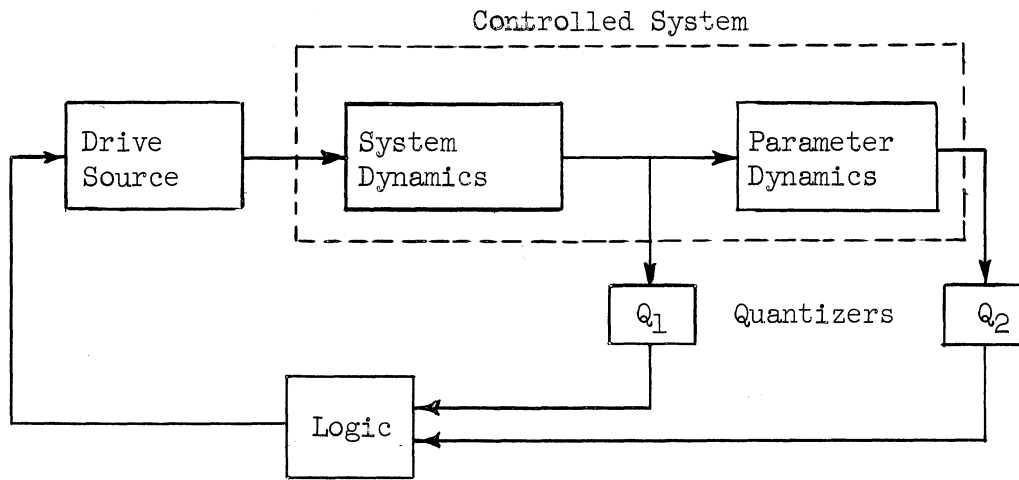 Controlled System
Drive
Source
System
Dynamics
Parameter
Dynamics
Q1
Quantizers
Q2
Logic